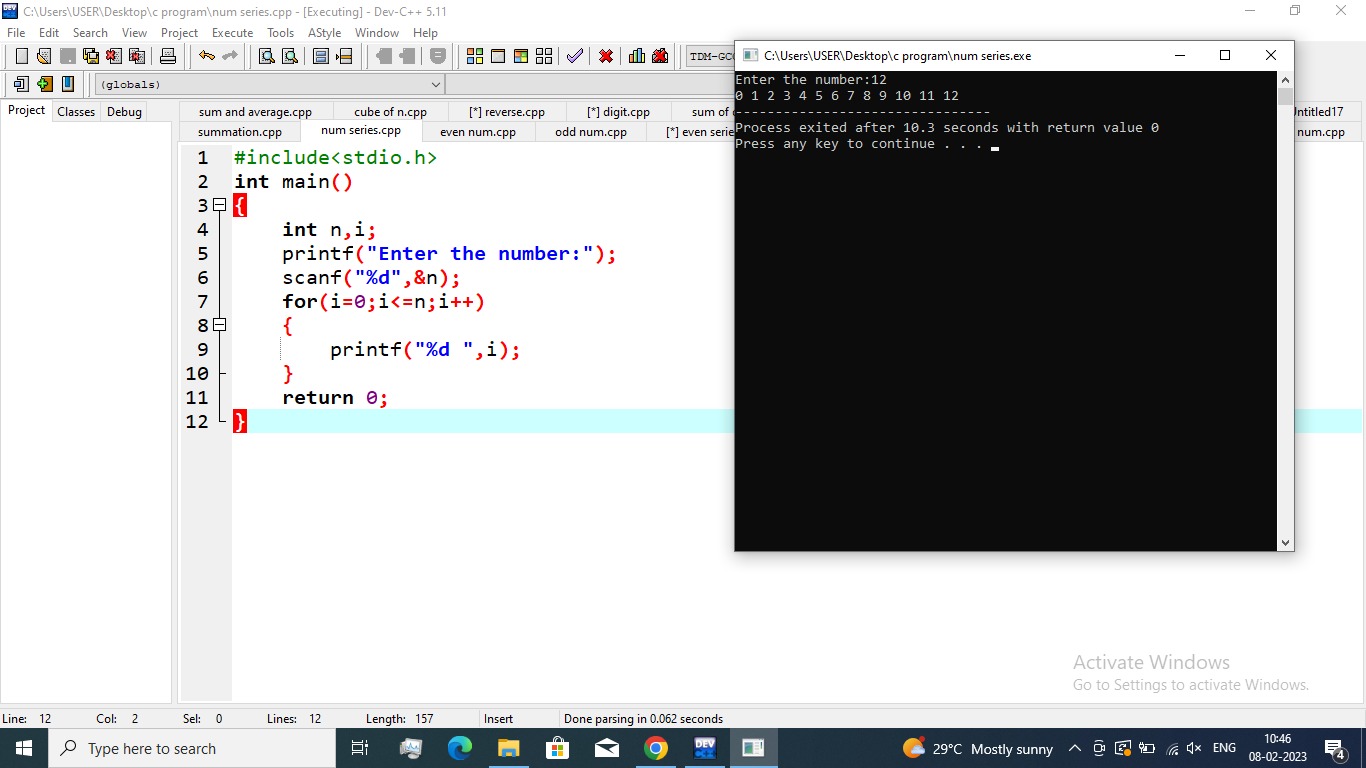 C:\Users\USER\Desktop\c program\num series.cpp - [Executing] - Dev-C++ 5.11
File Edit Search View Project Execute Tools AStyle Window Help
TDM-GC
(globals)
Project Classes Debug
sum and average.cpp cube of n.cpp [*] reverse.cpp [*] digit.cpp sum of Untitled17
summation.cpp num series.cpp even num.cpp odd num.cpp [*] even serie num.cpp
1 #include<stdio.h>
2 int main()
3 {
4 int n,i;
5 printf("Enter the number:");
6 scanf("%d",&n);
7 for(i=0;i<=n;i++)
8 {
9 printf("%d ",i);
10 }
11 return 0;
12 }
C:\Users\USER\Desktop\c program\num series.exe
Enter the number:12
0 1 2 3 4 5 6 7 8 9 10 11 12
--------------------------------
Process exited after 10.3 seconds with return value 0
Press any key to continue . . .
Activate Windows
Go to Settings to activate Windows.
Line: 12 Col: 2 Sel: 0 Lines: 12 Length: 157 Insert Done parsing in 0.062 seconds
Type here to search
DEV
29°C Mostly sunny
ENG
10:46
08-02-2023
4